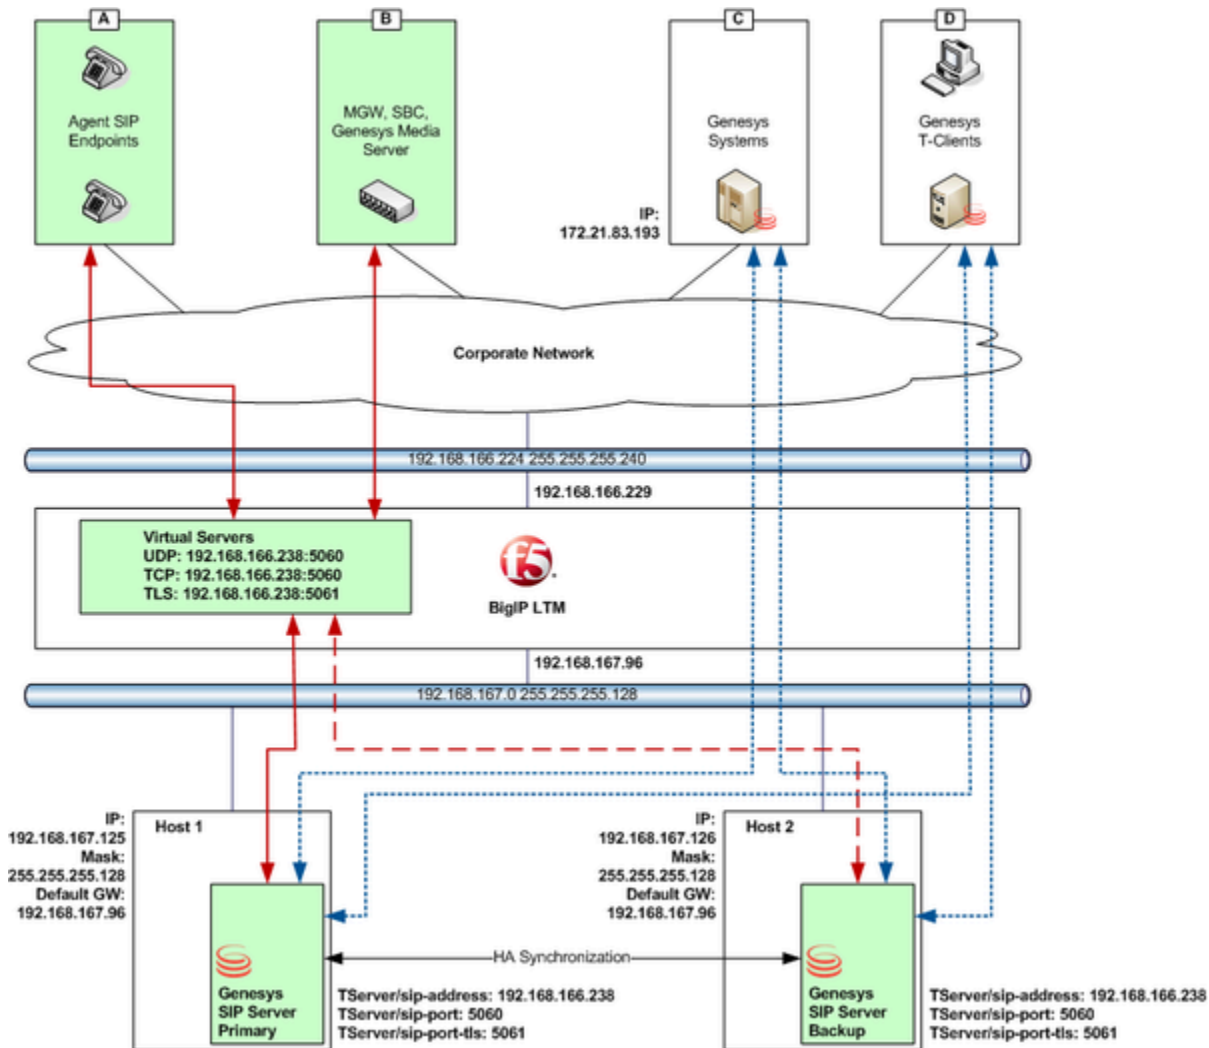 A
B
C
D
Agent SIP
Endpoints
MGW, SBC,
Genesys Media
Server
Genesys
Systems
Genesys
T-Clients
IP:
172.21.83.193
Corporate Network
192.168.166.224 255.255.255.240
192.168.166.229
Virtual Servers
UDP: 192.168.166.238:5060
TCP: 192.168.166.238:5060
TLS: 192.168.166.238:5061
f5.
BigIP LTM
192.168.167.96
192.168.167.0 255.255.255.128
IP:
192.168.167.125
Mask:
255.255.255.128
Default GW:
192.168.167.96
Host 1
Genesys
SIP Server
Primary
TServer/sip-address: 192.168.166.238
TServer/sip-port: 5060
TServer/sip-port-tls: 5061
HA Synchronization
IP:
192.168.167.126
Mask:
255.255.255.128
Default GW:
192.168.167.96
Host 2
Genesys
SIP Server
Backup
TServer/sip-address: 192.168.166.238
TServer/sip-port: 5060
TServer/sip-port-tls: 5061